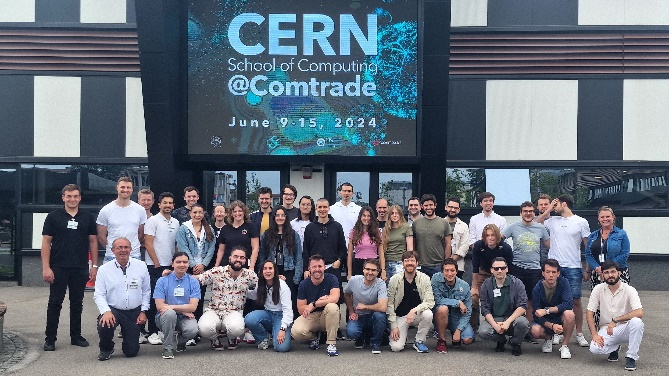 CERN
School of Computing
@Comtrade
June 9-15, 2024